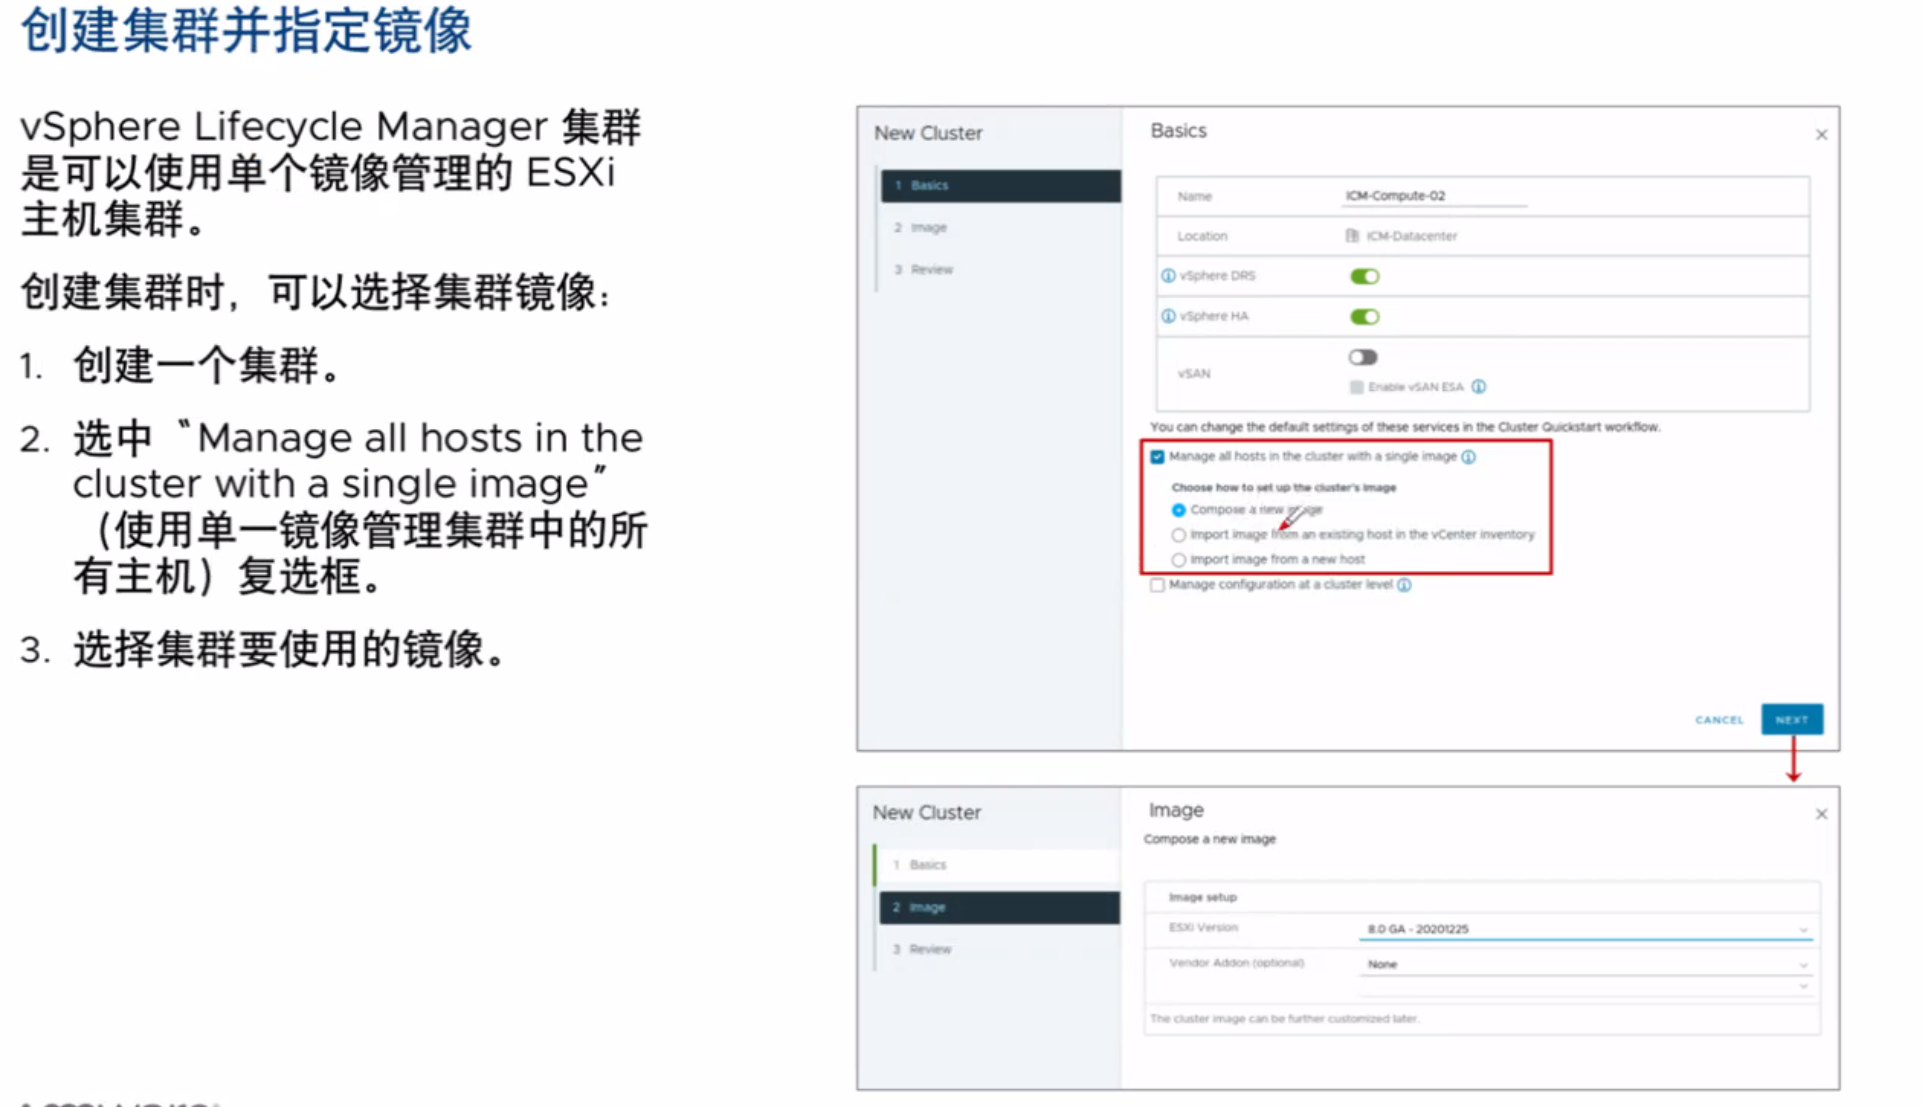 创建集群并指定镜像
vSphere Lifecycle Manager 集群
是可以使用单个镜像管理的 ESXi
主机集群。
创建集群时，可以选择集群镜像：
1. 创建一个集群。
2. 选中 “Manage all hosts in the
cluster with a single image”
（使用单一镜像管理集群中的所
有主机）复选框。
3. 选择集群要使用的镜像。
New Cluster
1 Basics
2 Image
3 Review
Basics
Name ICM-Compute-02
Location ICM-Datacenter
vSphere DRS
vSphere HA
vSAN
Enable vSAN ESA
You can change the default settings of these services in the Cluster Quickstart workflow.
Manage all hosts in the cluster with a single image
Choose how to set up the cluster's image
Compose a new image
Import image from an existing host in the vCenter inventory
Import image from a new host
Manage configuration at a cluster level
CANCEL NEXT
New Cluster
1 Basics
2 Image
3 Review
Image
Compose a new image
Image setup
ESXi Version 8.0 GA - 20201225
Vendor Addon (optional) None
The cluster image can be further customized later.